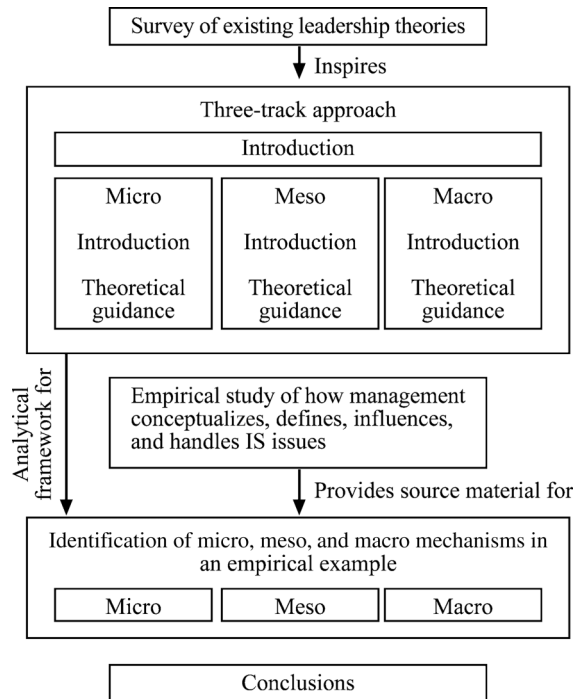 Survey of existing leadership theories
Inspires
Three-track approach
Introduction
Micro
Introduction
Theoretical
guidance
Meso
Introduction
Theoretical
guidance
Macro
Introduction
Theoretical
guidance
Analytical
framework for
Empirical study of how management
conceptualizes, defines, influences,
and handles IS issues
Provides source material for
Identification of micro, meso, and macro mechanisms in
an empirical example
Micro
Meso
Macro
Conclusions